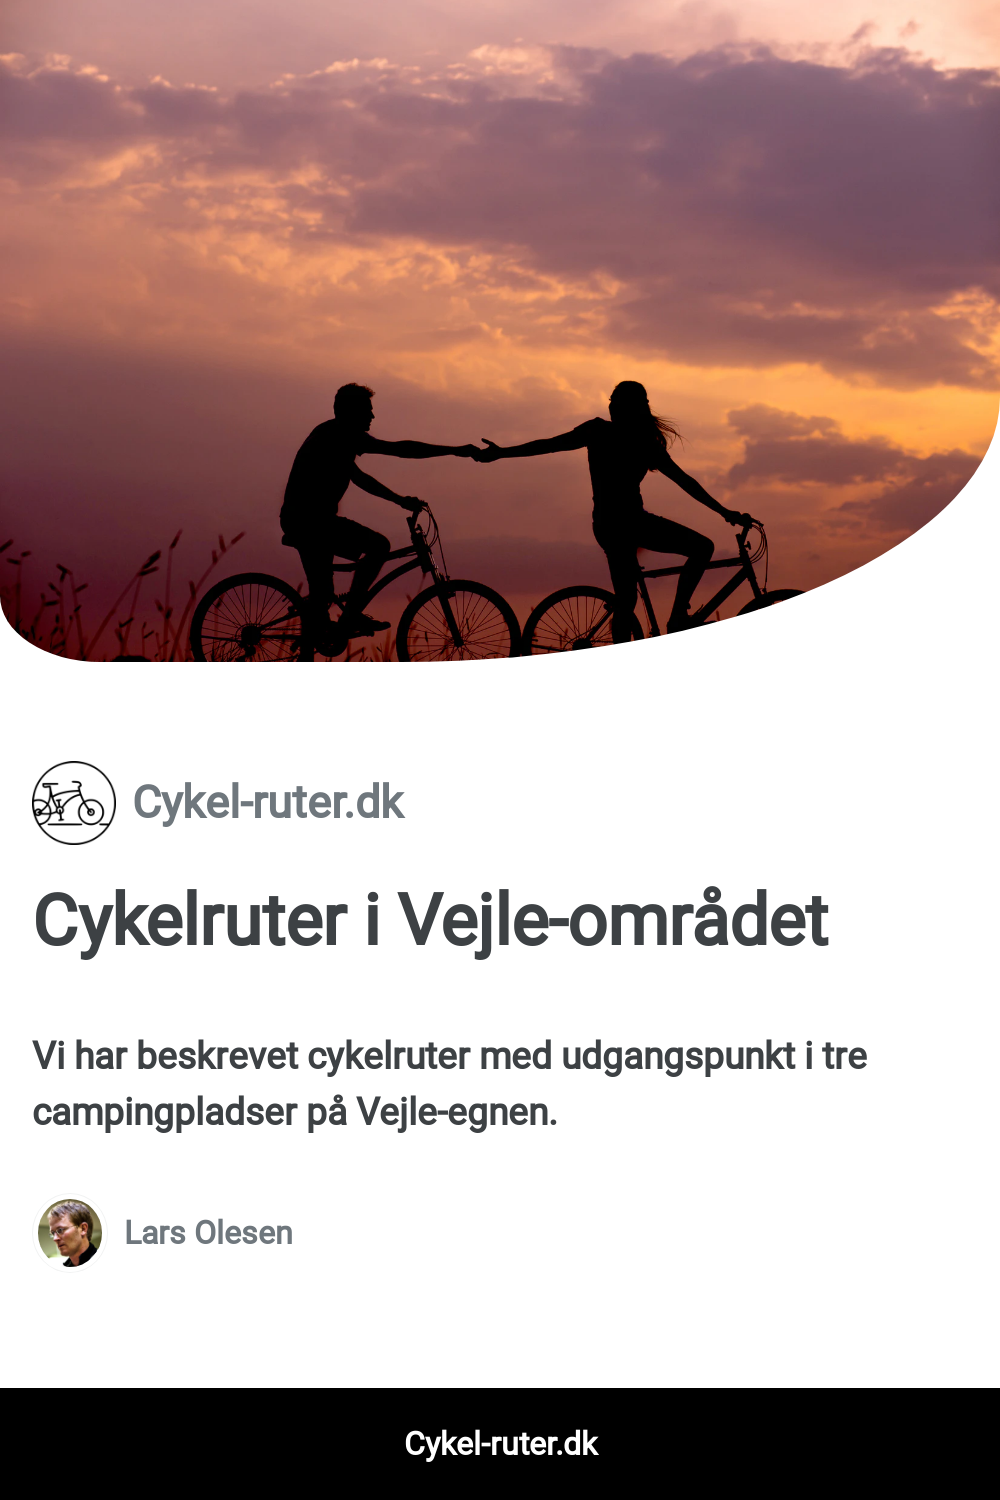 Cykel-ruter.dk
Cykelruter i Vejle-området
Vi har beskrevet cykelruter med udgangspunkt i tre
campingpladser på Vejle-egnen.
Lars Olesen
Cykel-ruter.dk